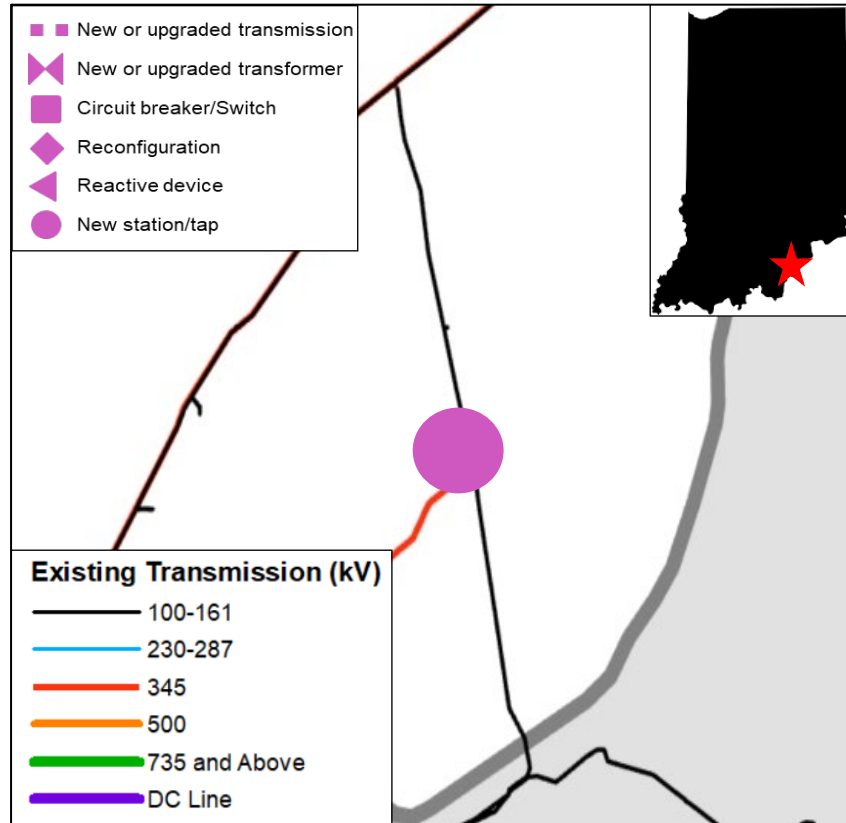 New or upgraded transmission
New or upgraded transformer
Circuit breaker/Switch
Reconfiguration
Reactive device
New station/tap
Existing Transmission (kV)
100-161
230-287
345
500
735 and Above
DC Line